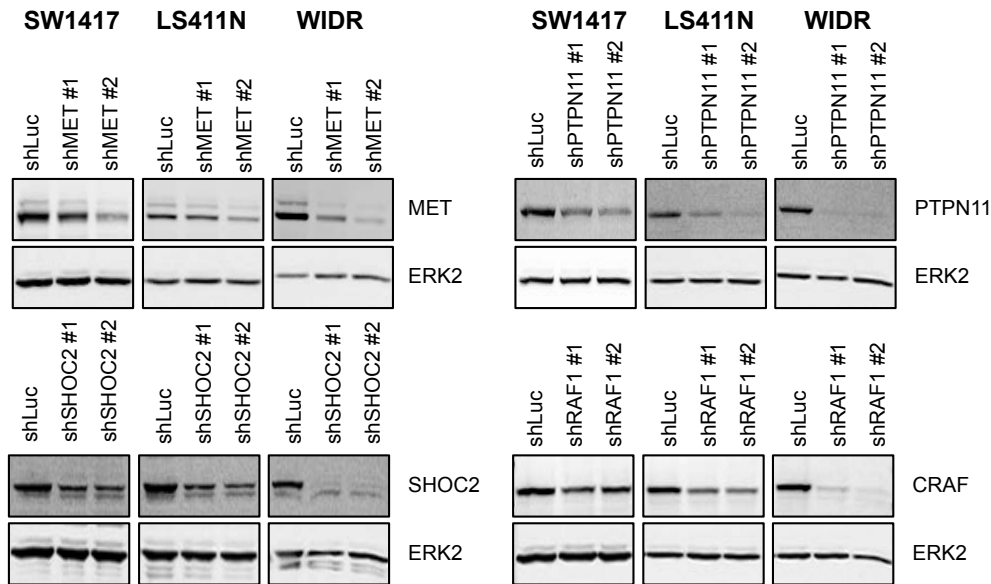 SW1417 LS411N WIDR
shLuc shMET #1 shMET #2 shLuc shMET #1 shMET #2 shLuc shMET #1 shMET #2
MET
ERK2
shLuc shSHOC2 #1 shSHOC2 #2 shLuc shSHOC2 #1 shSHOC2 #2 shLuc shSHOC2 #1 shSHOC2 #2
SHOC2
ERK2
SW1417 LS411N WIDR
shLuc shPTPN11 #1 shPTPN11 #2 shLuc shPTPN11 #1 shPTPN11 #2 shLuc shPTPN11 #1 shPTPN11 #2
PTPN11
ERK2
shLuc shRAF1 #1 shRAF1 #2 shLuc shRAF1 #1 shRAF1 #2 shLuc shRAF1 #1 shRAF1 #2
CRAF
ERK2